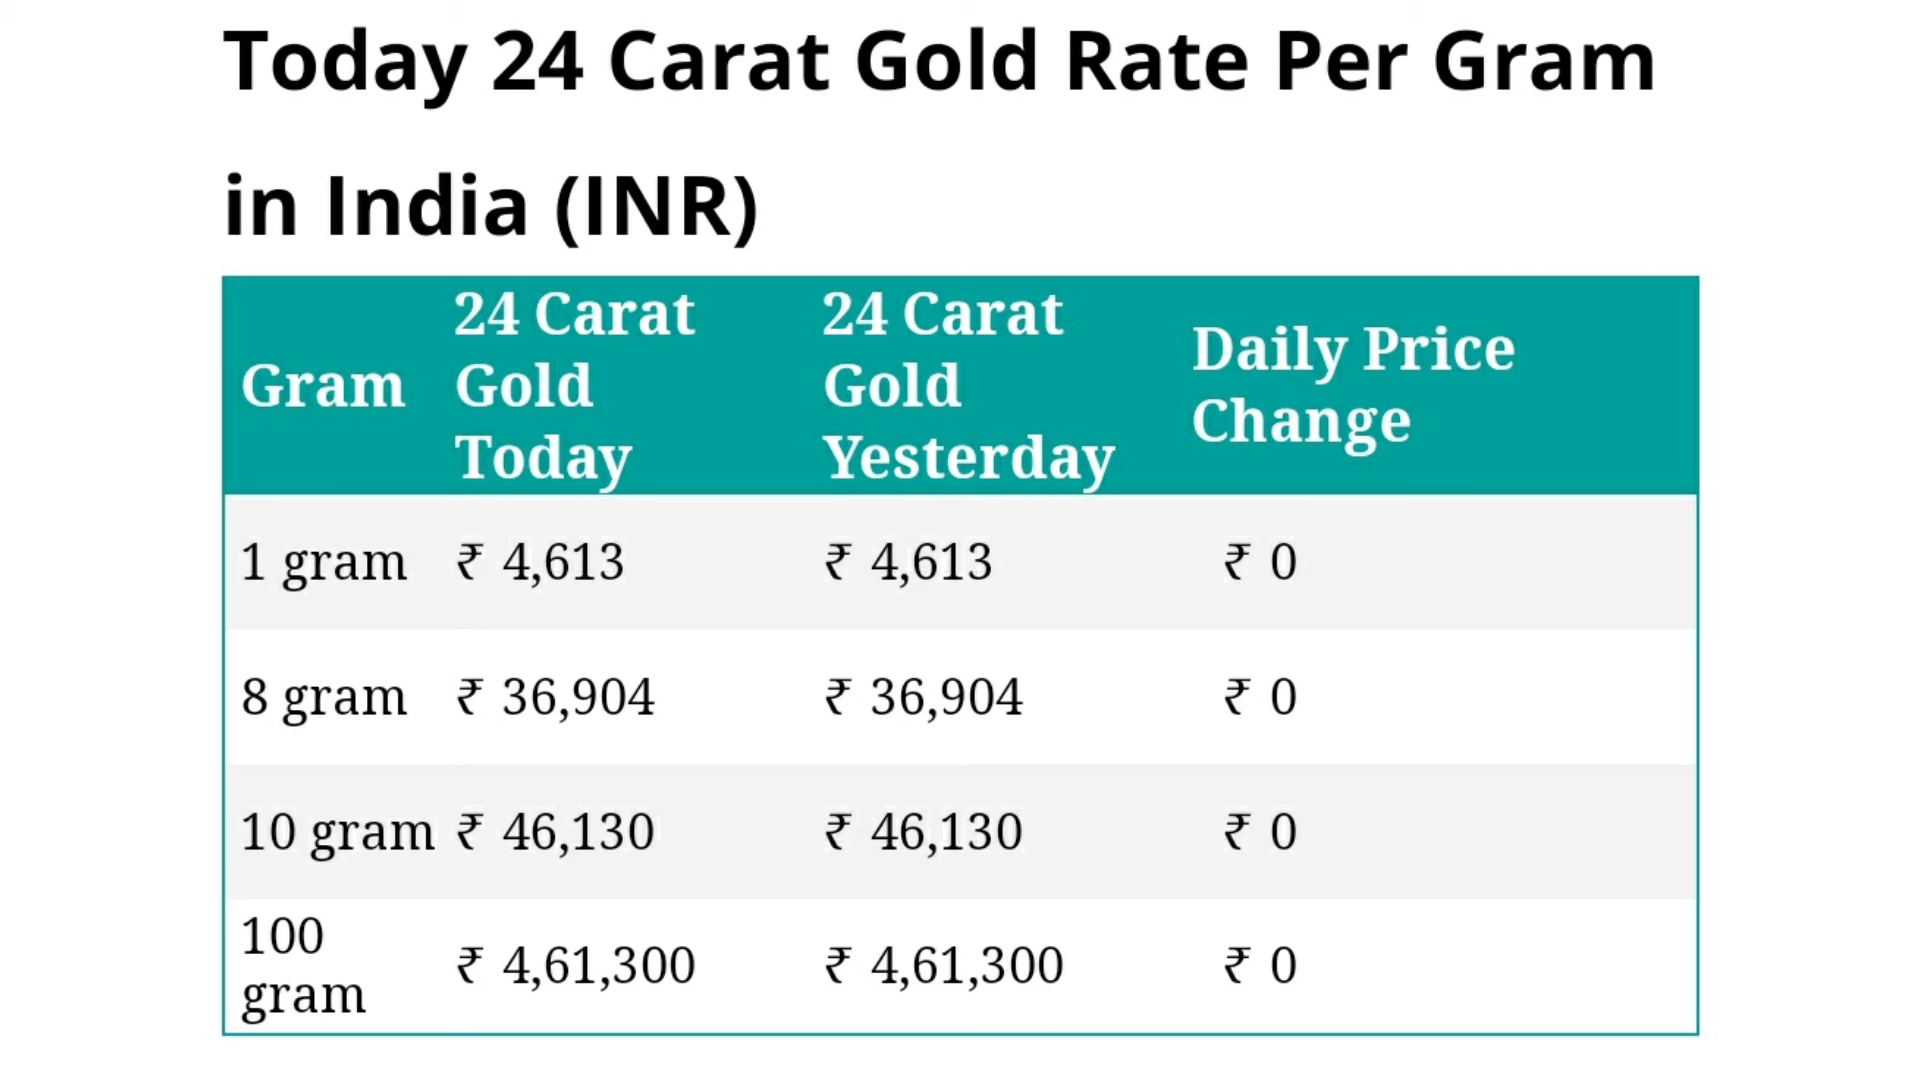 Today 24 Carat Gold Rate Per Gram
in India (INR)
Gram
24 Carat
Gold
Today
24 Carat
Gold
Yesterday
Daily Price
Change
1 gram ₹ 4,613 ₹ 4,613 ₹ 0
8 gram ₹ 36,904 ₹ 36,904 ₹ 0
10 gram ₹ 46,130 ₹ 46,130 ₹ 0
100
gram ₹ 4,61,300 ₹ 4,61,300 ₹ 0